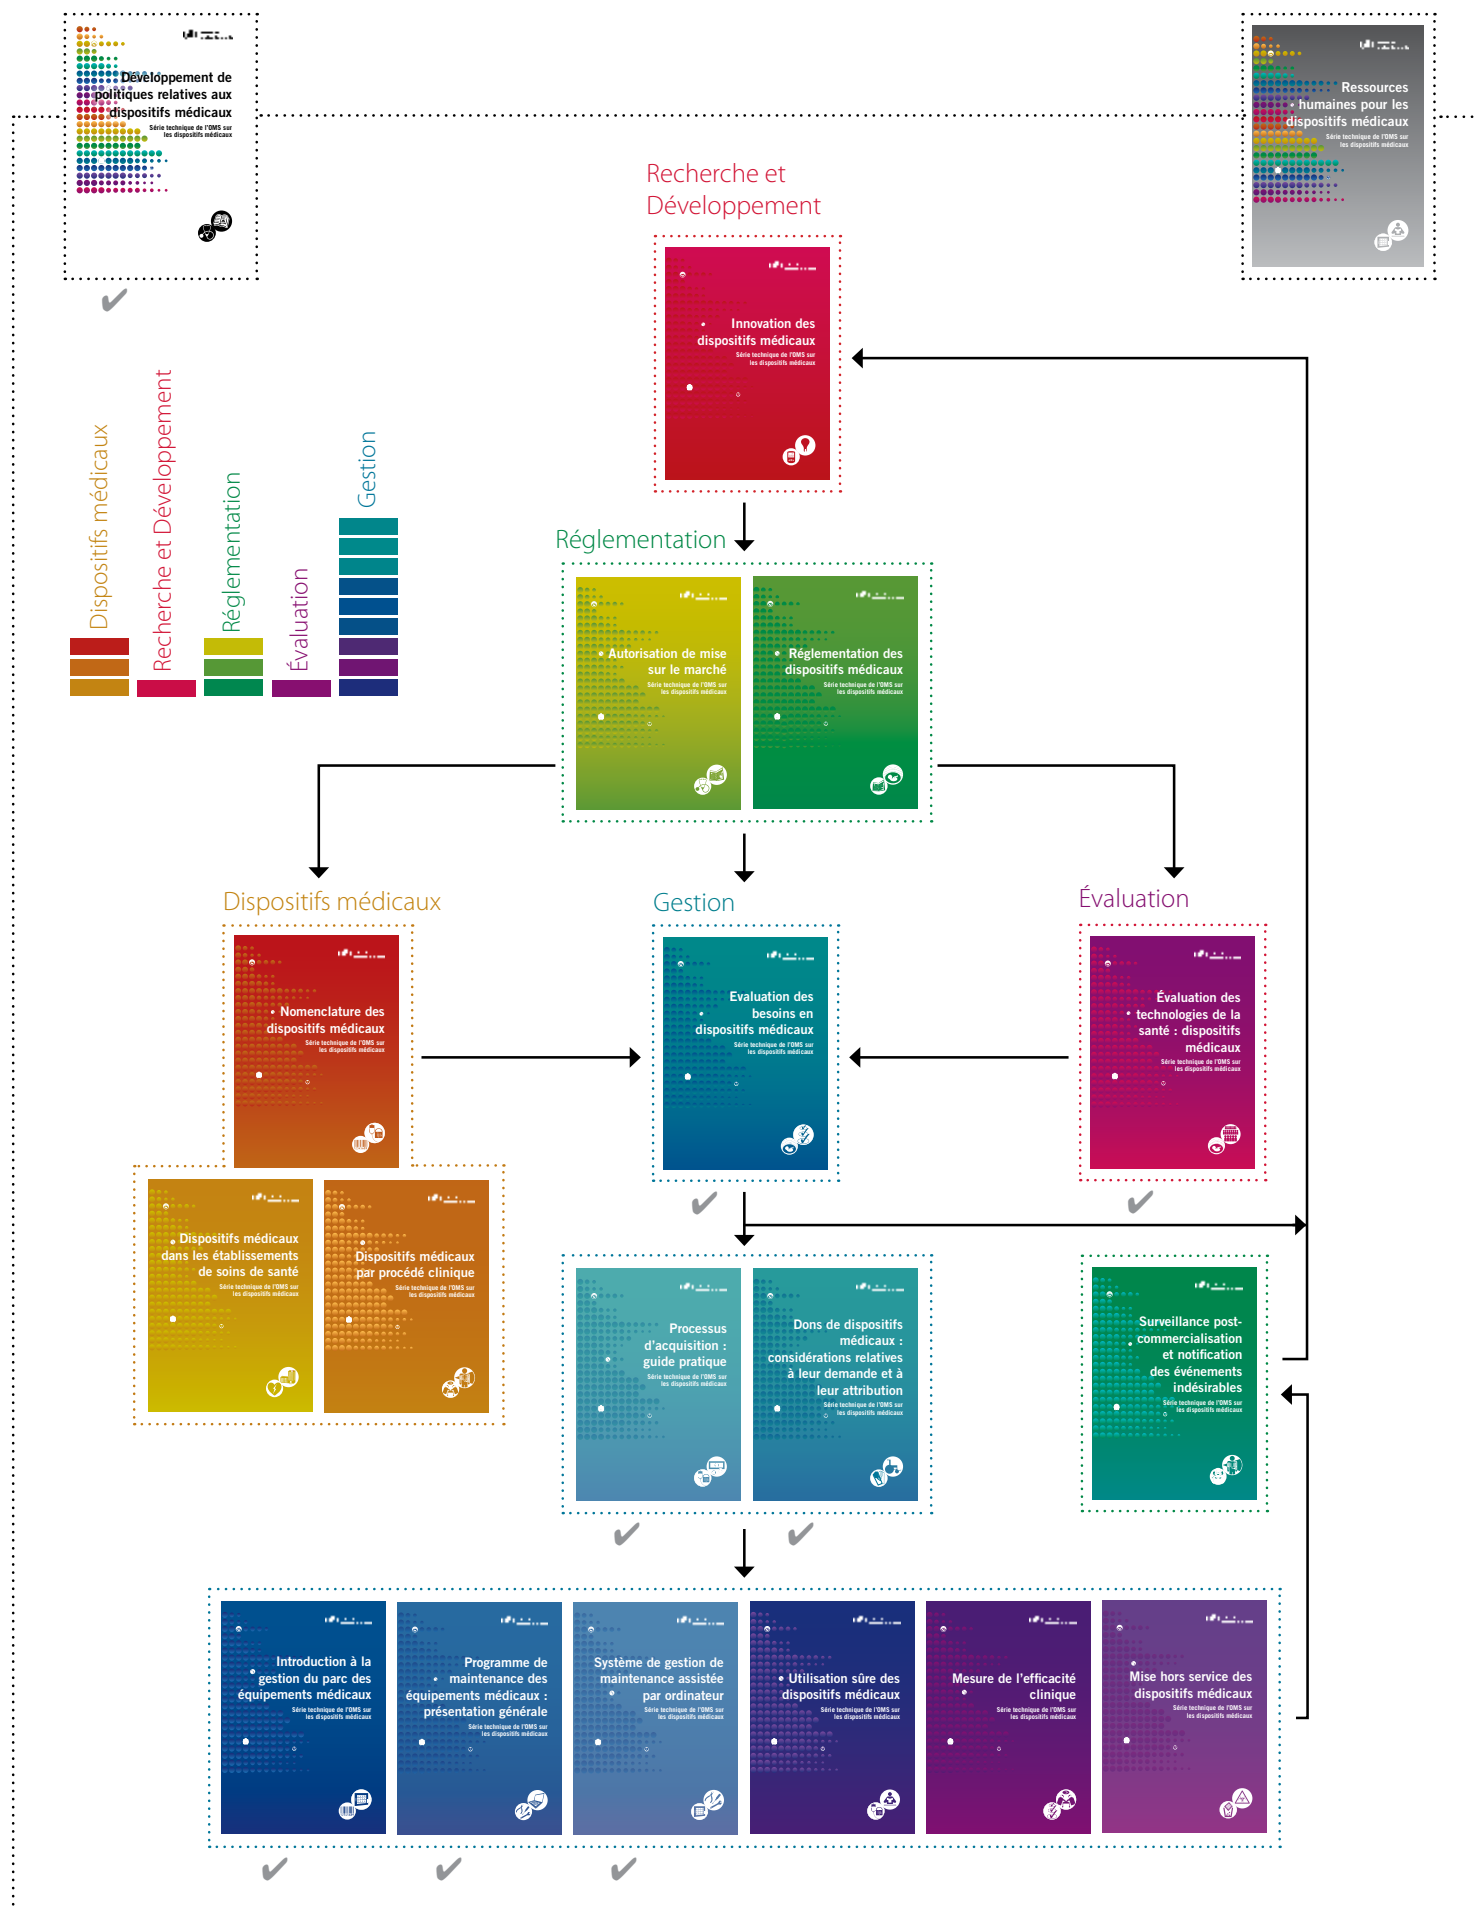 Développement de
politiques relatives aux
dispositifs médicaux
Série technique de l'OMS sur
les dispositifs médicaux
Ressources
humaines pour les
dispositifs médicaux
Série technique de l'OMS sur
les dispositifs médicaux
Recherche et
Développement
Innovation des
dispositifs médicaux
Série technique de l'OMS sur
les dispositifs médicaux
Dispositifs médicaux
Recherche et Développement
Réglementation
Évaluation
Gestion
Réglementation
Autorisation de mise
sur le marché
Série technique de l'OMS sur
les dispositifs médicaux
Réglementation des
dispositifs médicaux
Série technique de l'OMS sur
les dispositifs médicaux
Dispositifs médicaux
Nomenclature des
dispositifs médicaux
Série technique de l'OMS sur
les dispositifs médicaux
Gestion
Evaluation des
besoins en
dispositifs médicaux
Série technique de l'OMS sur
les dispositifs médicaux
Évaluation
Évaluation des
technologies de la
santé : dispositifs
médicaux
Série technique de l'OMS sur
les dispositifs médicaux
Dispositifs médicaux
dans les établissements
de soins de santé
Série technique de l'OMS sur
les dispositifs médicaux
Dispositifs médicaux
par procédé clinique
Série technique de l'OMS sur
les dispositifs médicaux
Processus
d'acquisition :
guide pratique
Série technique de l'OMS sur
les dispositifs médicaux
Dons de dispositifs
médicaux :
considérations relatives
à leur demande et à
leur attribution
Série technique de l'OMS sur
les dispositifs médicaux
Surveillance post-
commercialisation
et notification
des événements
indésirables
Série technique de l'OMS sur
les dispositifs médicaux
Introduction à la
gestion du parc des
équipements médicaux
Série technique de l'OMS sur
les dispositifs médicaux
Programme de
maintenance des
équipements médicaux :
présentation générale
Série technique de l'OMS sur
les dispositifs médicaux
Système de gestion de
maintenance assistée
par ordinateur
Série technique de l'OMS sur
les dispositifs médicaux
Utilisation sûre des
dispositifs médicaux
Série technique de l'OMS sur
les dispositifs médicaux
Mesure de l'efficacité
clinique
Série technique de l'OMS sur
les dispositifs médicaux
Mise hors service des
dispositifs médicaux
Série technique de l'OMS sur
les dispositifs médicaux